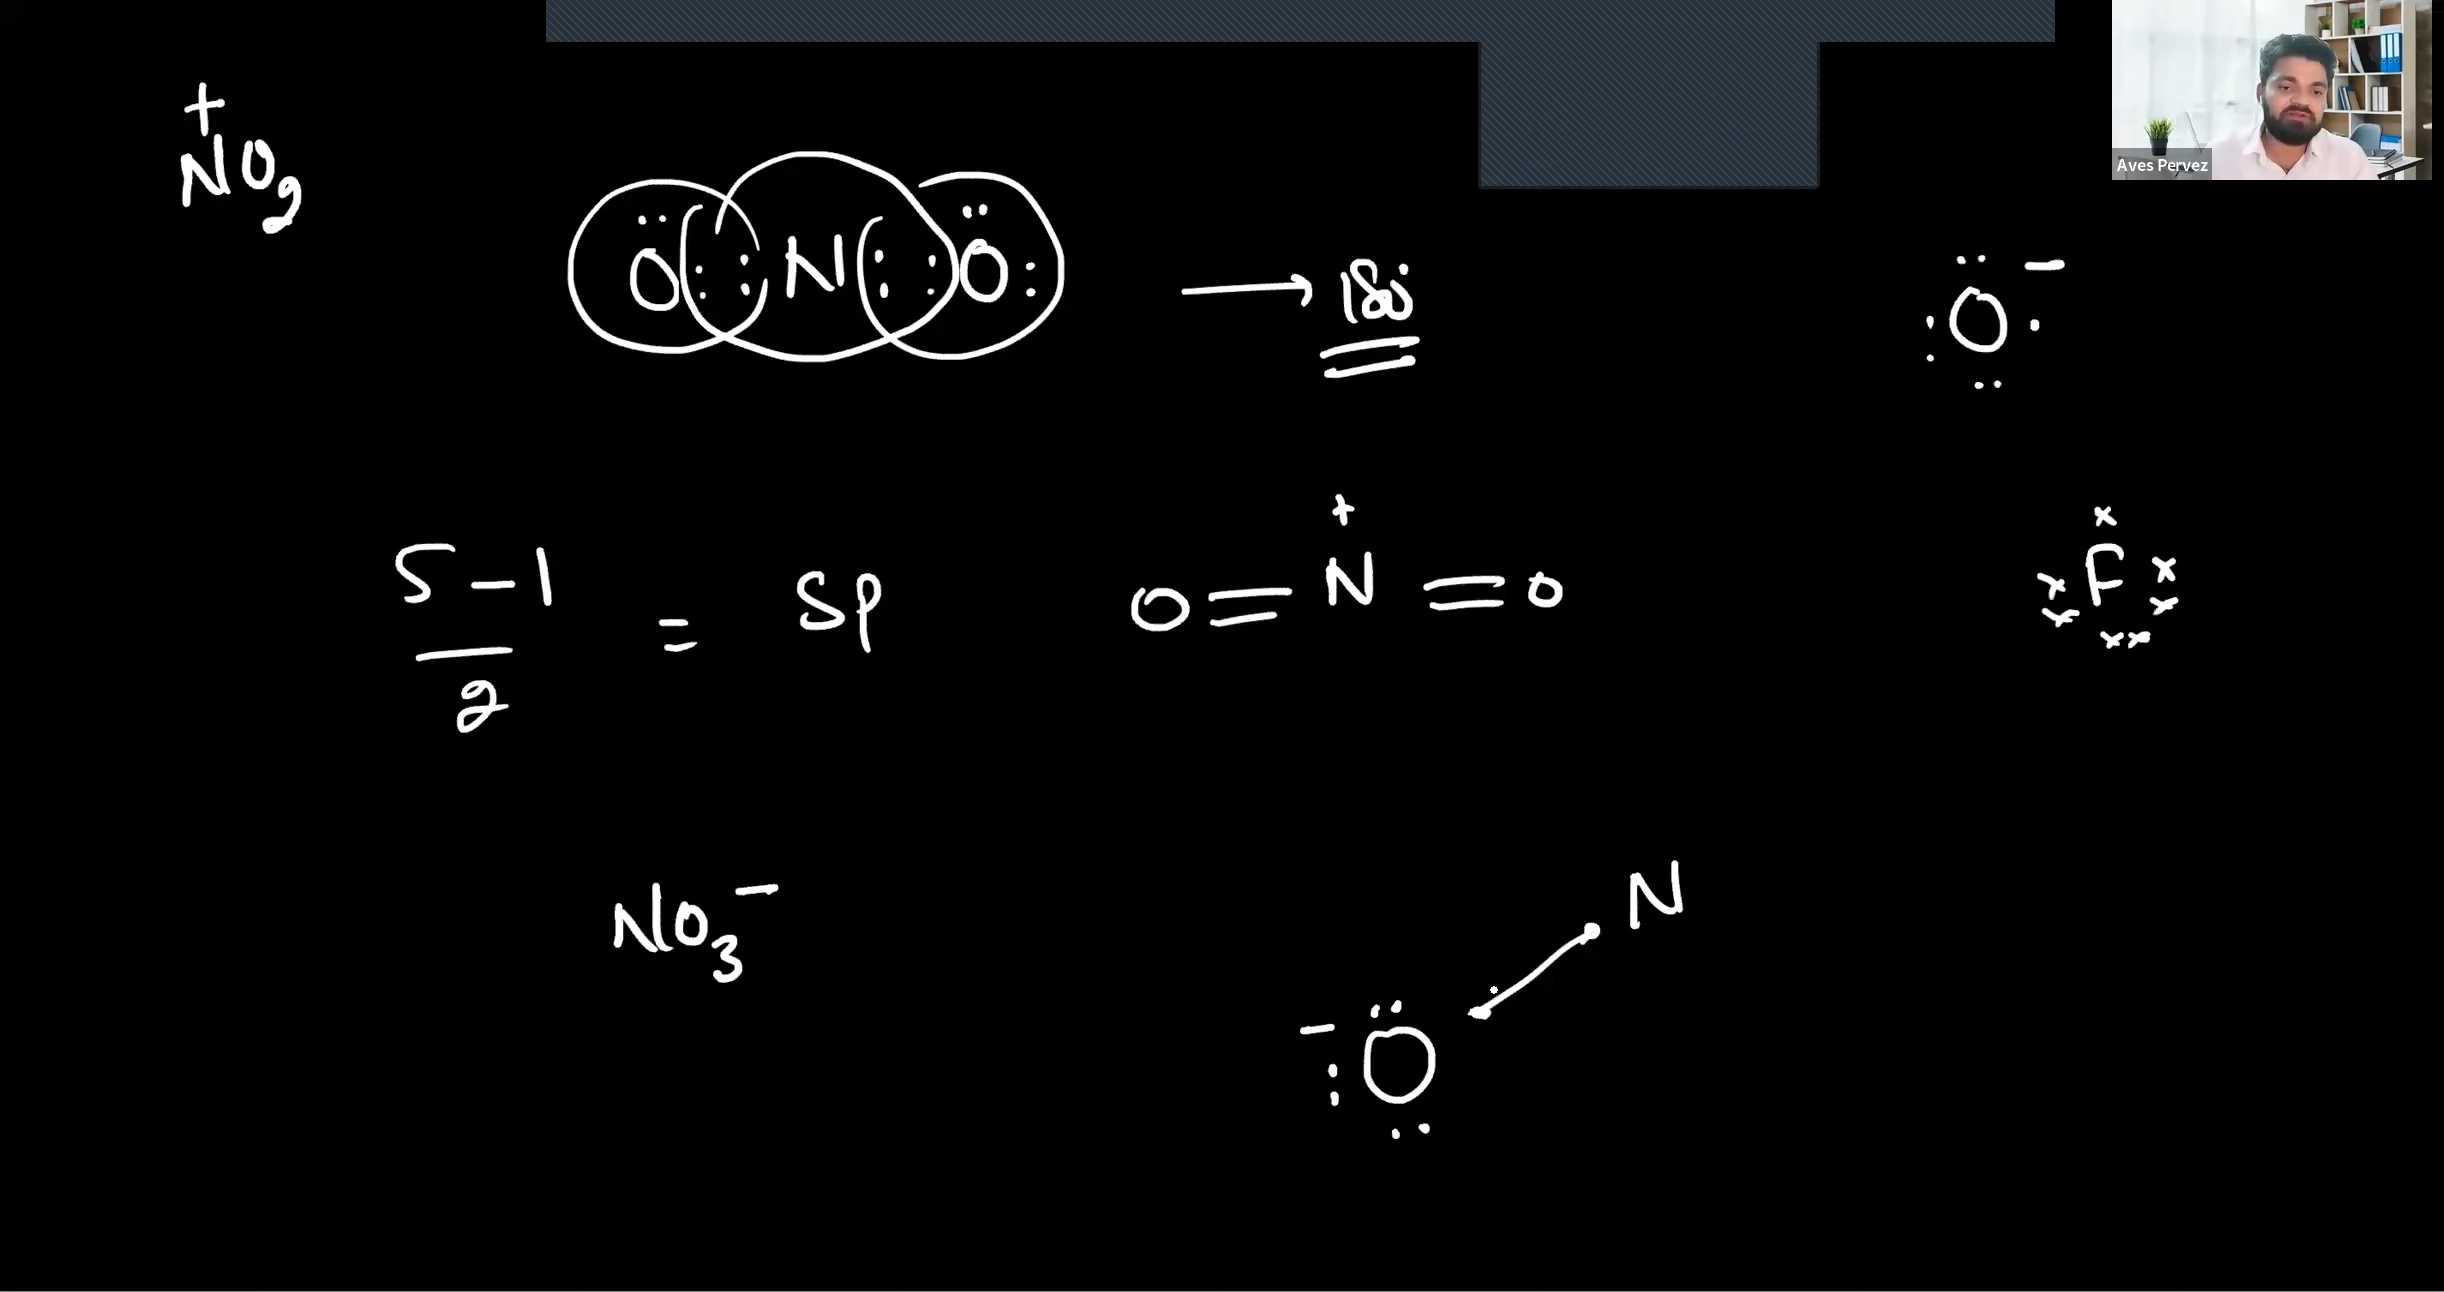 Aves Pervez
+
NO2
O : : N : : O : → 180
: O · −
5 − 1 / 2 = Sp
+
O = N = O
F
NO3 −
N
− : O